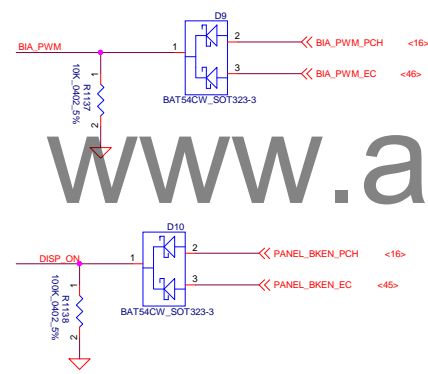 D9
BIA_PWM
1
2
BIA_PWM_PCH <16>
3
BIA_PWM_EC <46>
BAT54CW_SOT323-3
1
2
R1137
10K_0402_5%
www.a
D10
DISP_ON
1
2
PANEL_BKEN_PCH <16>
3
PANEL_BKEN_EC <45>
BAT54CW_SOT323-3
1
2
R1138
100K_0402_5%